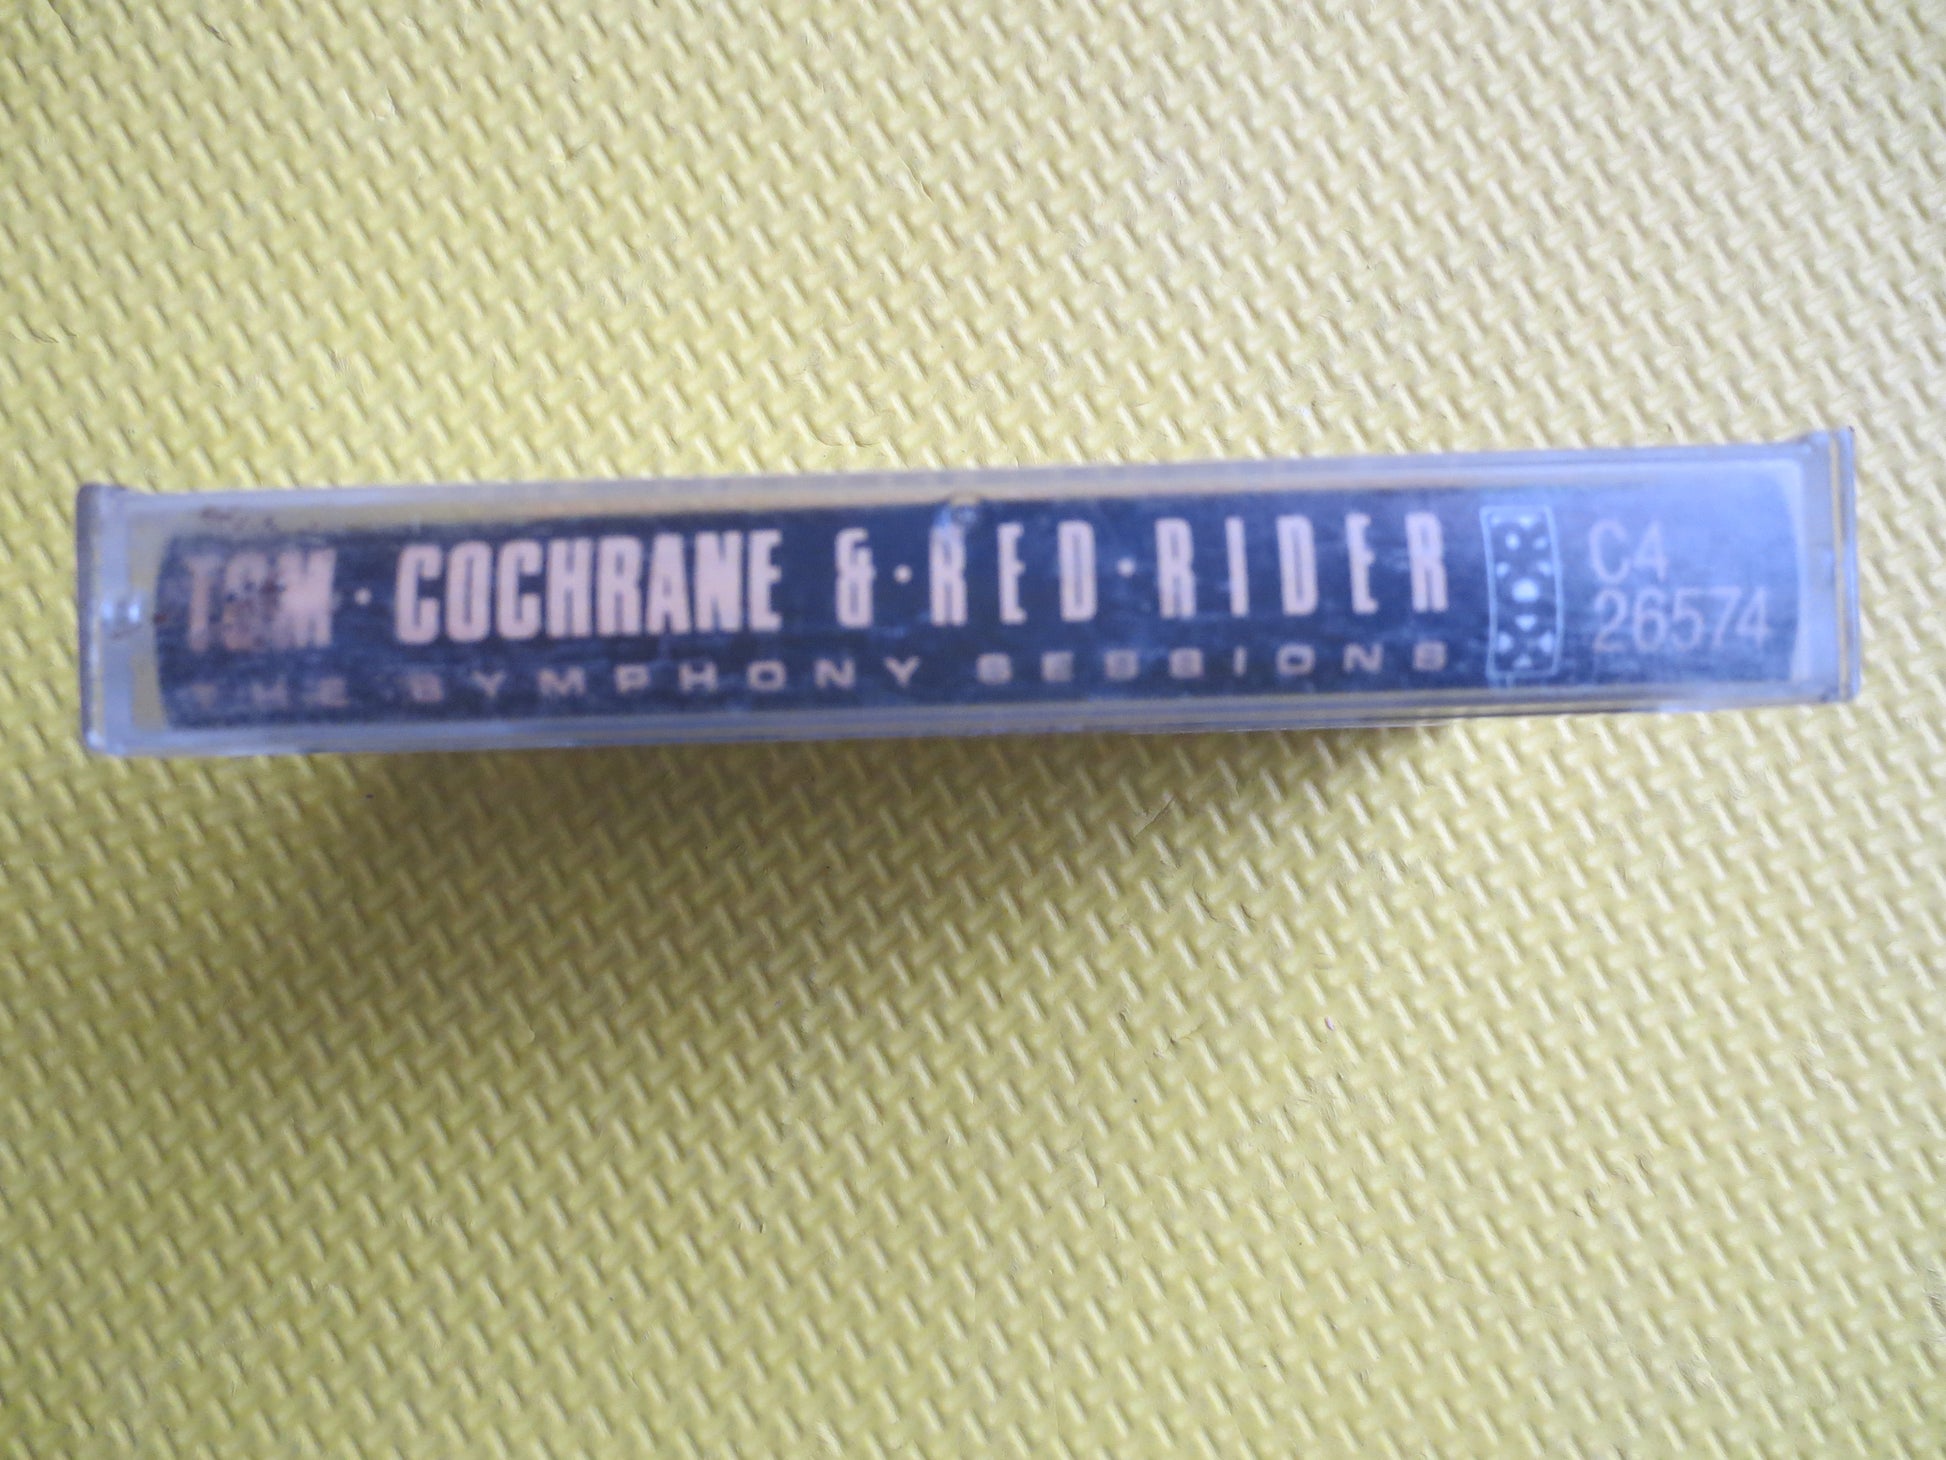 TOM · COCHRANE & · RED · RIDER
THE SYMPHONY SESSIONS
C4
26574